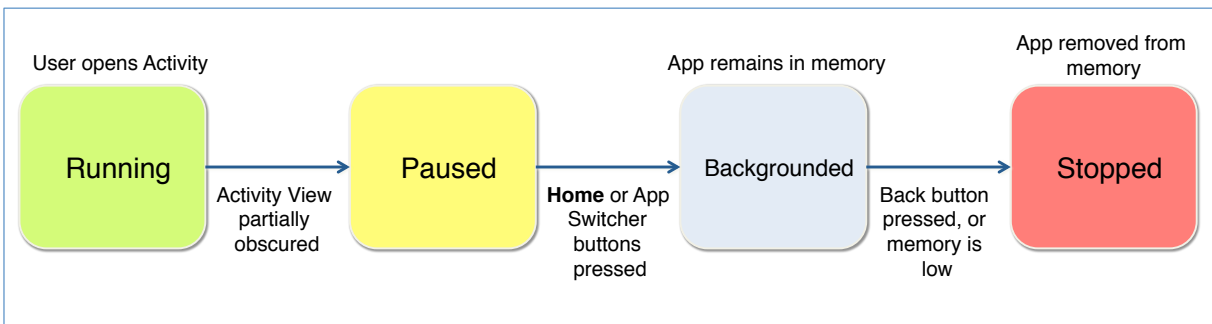 User opens Activity
Running
Activity View
partially
obscured
Paused
Home or App
Switcher
buttons
pressed
App remains in memory
Backgrounded
Back button
pressed, or
memory is
low
App removed from
memory
Stopped